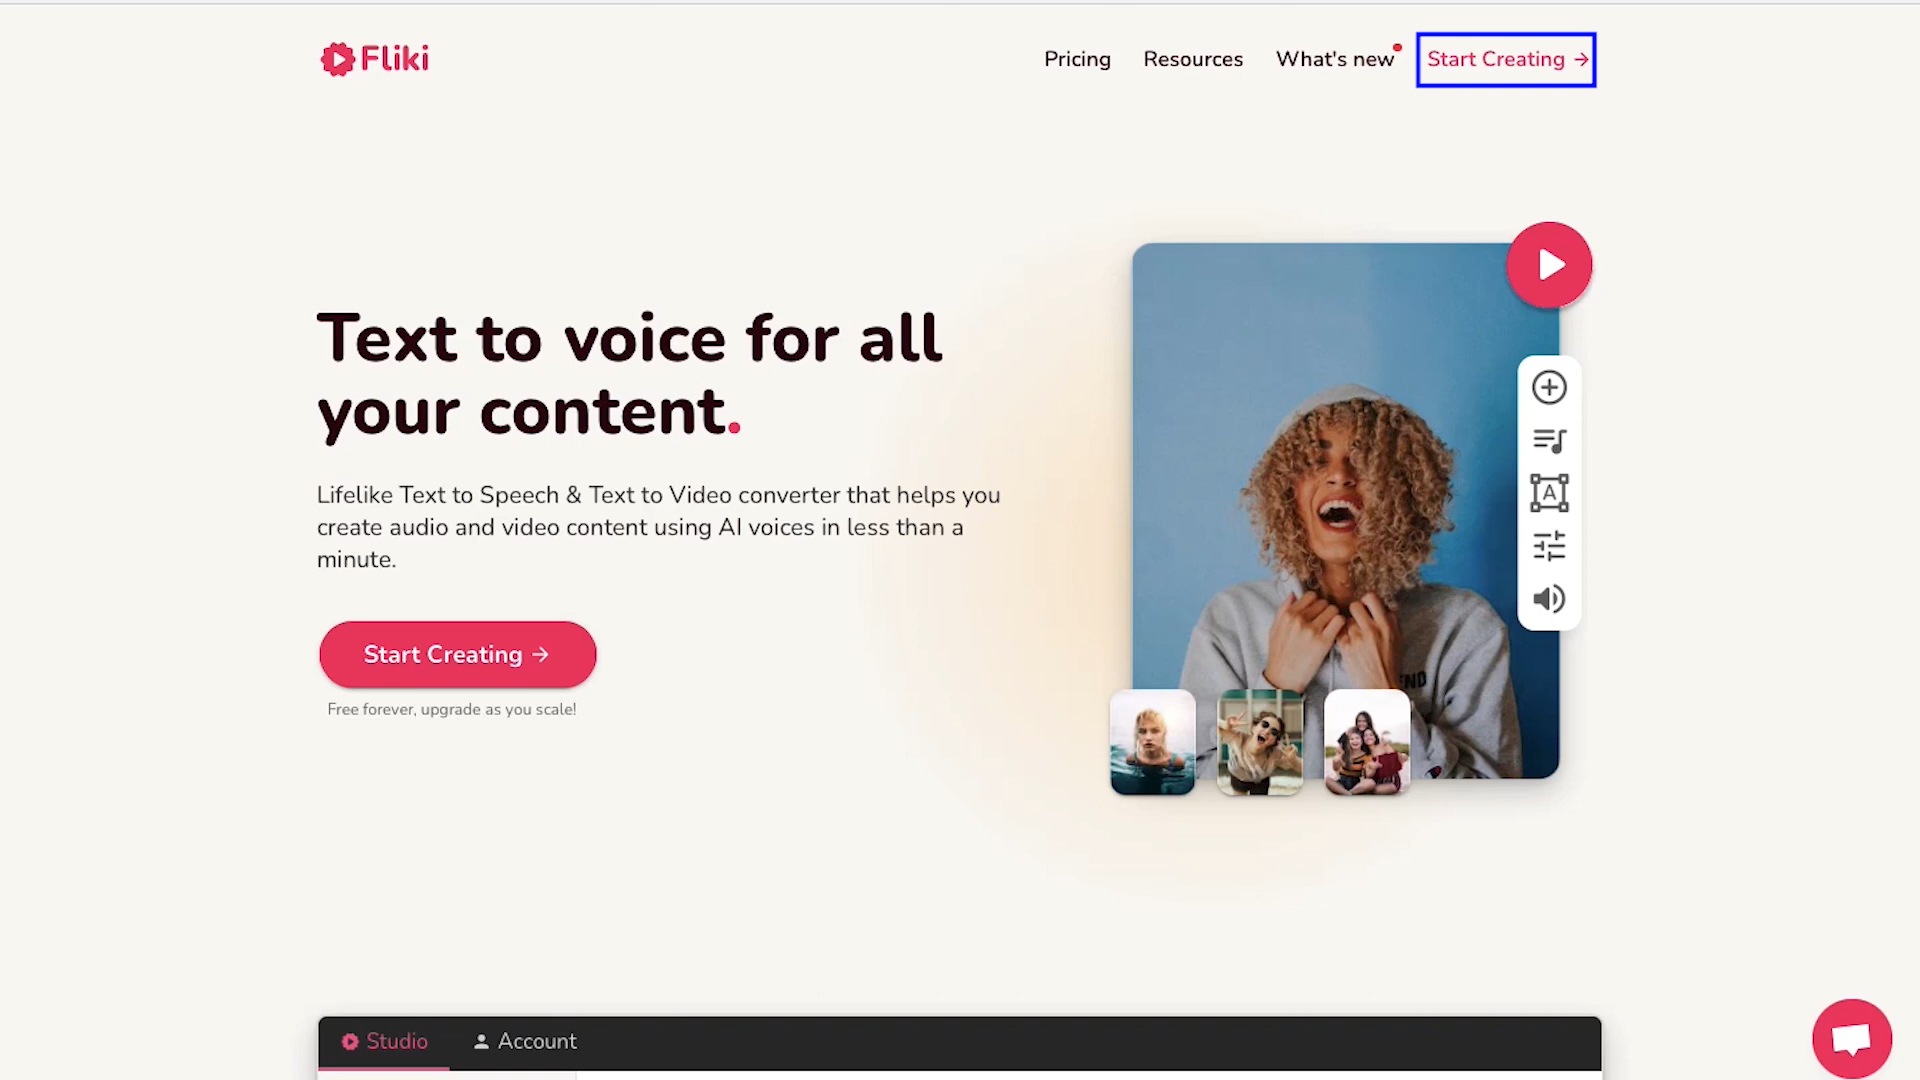 Fliki
Pricing
Resources
What's new
Start Creating →
Text to voice for all
your content.
Lifelike Text to Speech & Text to Video converter that helps you
create audio and video content using AI voices in less than a
minute.
Start Creating →
Free forever, upgrade as you scale!
A
Studio
Account